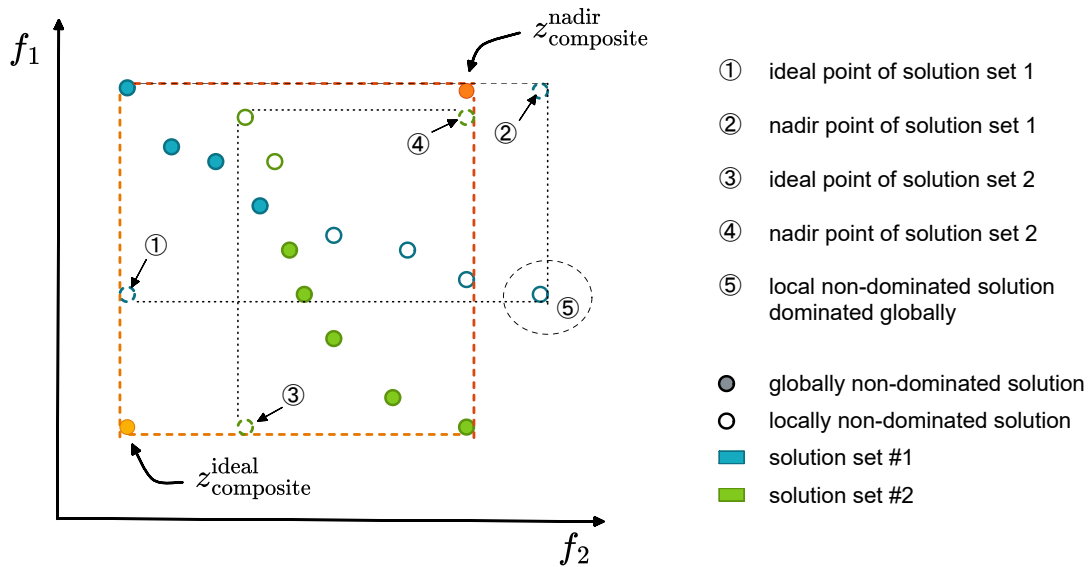 f₁
z^nadir_composite
④
②
①
⑤
③
z^ideal_composite
f₂
① ideal point of solution set 1
② nadir point of solution set 1
③ ideal point of solution set 2
④ nadir point of solution set 2
⑤ local non-dominated solution
dominated globally
globally non-dominated solution
locally non-dominated solution
solution set #1
solution set #2